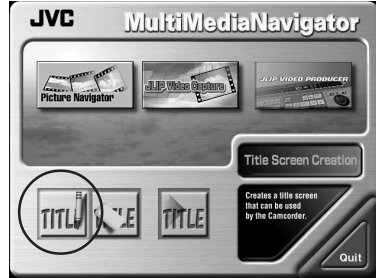 JVC MultiMediaNavigator
Picture Navigator
JLIP Video Capture
JLIP VIDEO PRODUCER
Title Screen Creation
TITLE
TITLE
Creates a title screen
that can be used
by the Camcorder.
Quit